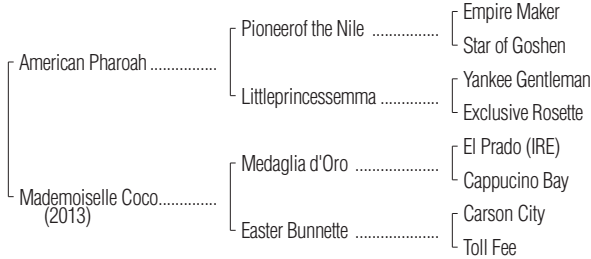 Empire Maker
Pioneerof the Nile ................
Star of Goshen
American Pharoah ................
Yankee Gentleman
Littleprincessemma ..............
Exclusive Rosette
El Prado (IRE)
Medaglia d'Oro ....................
Cappucino Bay
Mademoiselle Coco..............
(2013)
Carson City
Easter Bunnette ....................
Toll Fee